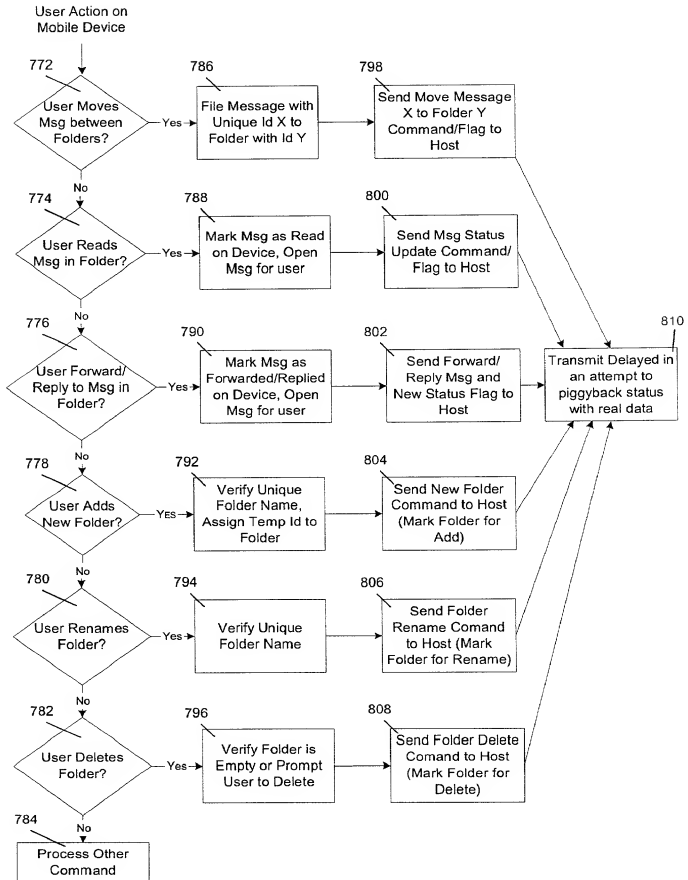 User Action on
Mobile Device
772
User Moves
Msg between
Folders?
Yes
786
File Message with
Unique Id X to
Folder with Id Y
798
Send Move Message
X to Folder Y
Command/Flag to
Host
No
774
User Reads
Msg in Folder?
Yes
788
Mark Msg as Read
on Device, Open
Msg for user
800
Send Msg Status
Update Command/
Flag to Host
No
776
User Forward/
Reply to Msg in
Folder?
Yes
790
Mark Msg as
Forwarded/Replied
on Device, Open
Msg for user
802
Send Forward/
Reply Msg and
New Status Flag to
Host
810
Transmit Delayed in
an attempt to
piggyback status
with real data
No
778
User Adds
New Folder?
YES
792
Verify Unique
Folder Name,
Assign Temp Id to
Folder
804
Send New Folder
Command to Host
(Mark Folder for
Add)
No
780
User Renames
Folder?
Yes
794
Verify Unique
Folder Name
806
Send Folder
Rename Comand
to Host (Mark
Folder for Rename)
No
782
User Deletes
Folder?
Yes
796
Verify Folder is
Empty or Prompt
User to Delete
808
Send Folder Delete
Comand to Host
(Mark Folder for
Delete)
No
784
Process Other
Command